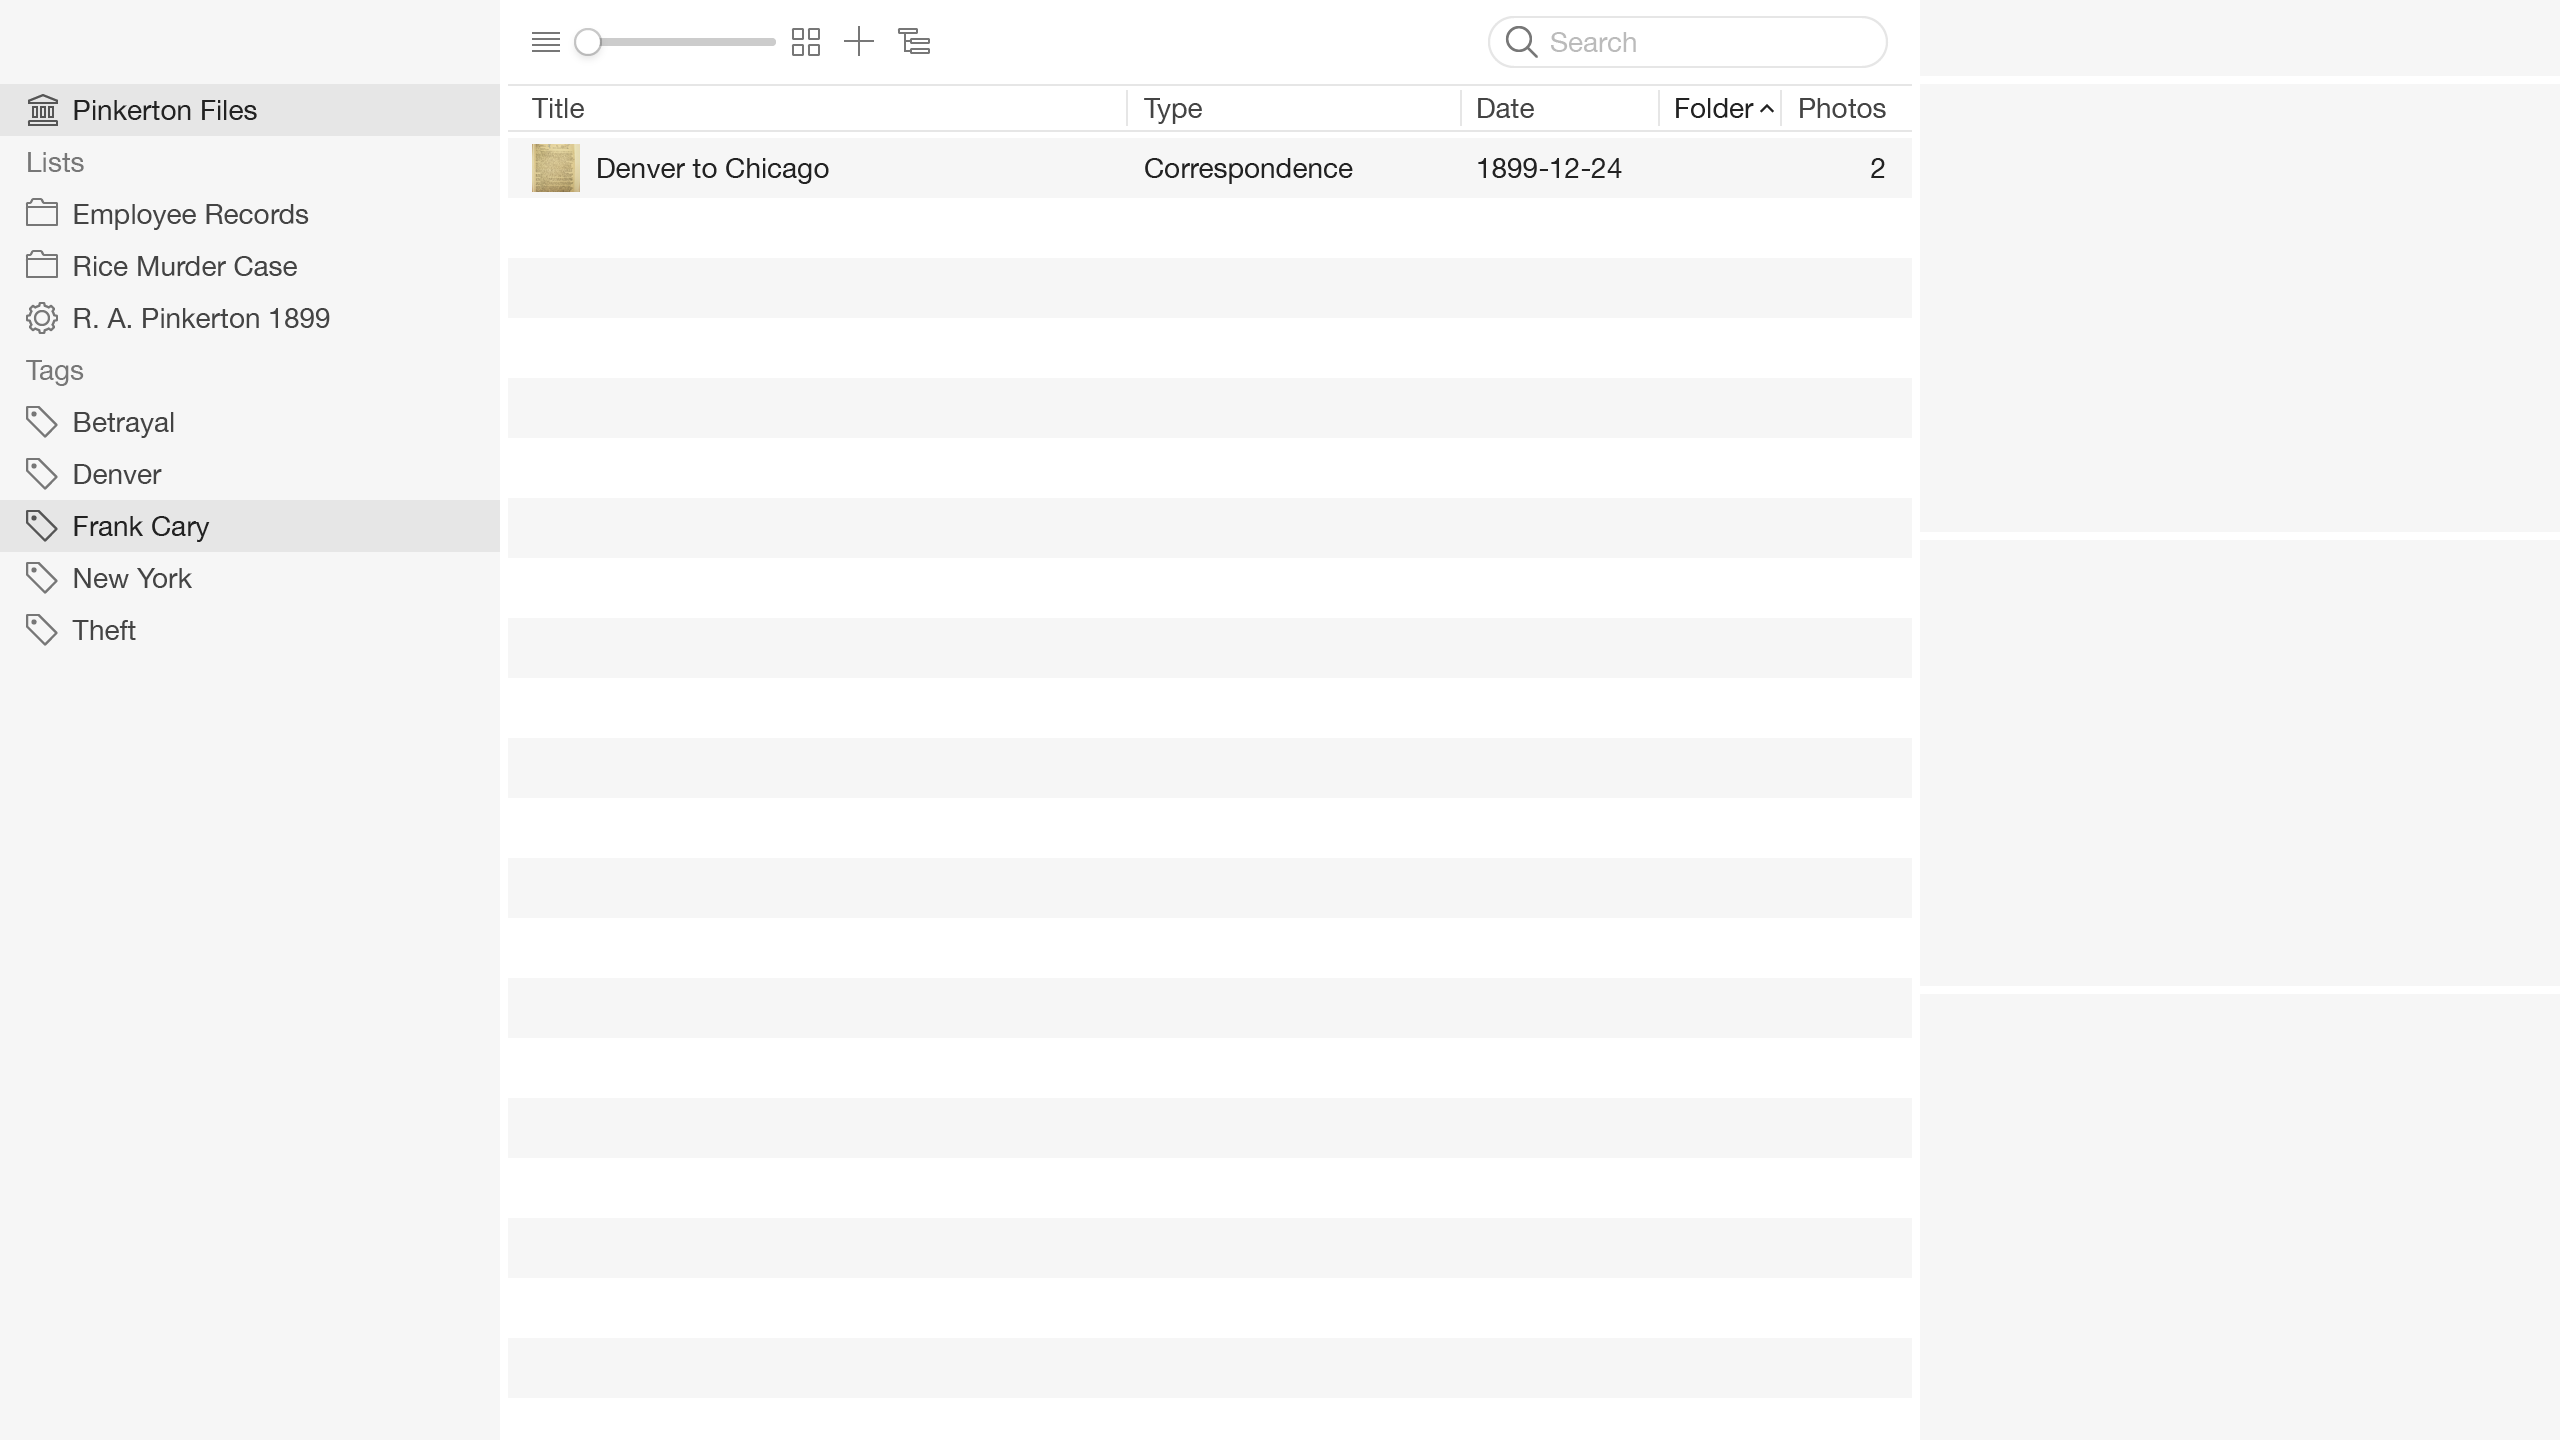 Pinkerton Files
Lists
Employee Records
Rice Murder Case
R. A. Pinkerton 1899
Tags
Betrayal
Denver
Frank Cary
New York
Theft
Search
Title Type Date Folder Photos
Denver to Chicago Correspondence 1899-12-24 2